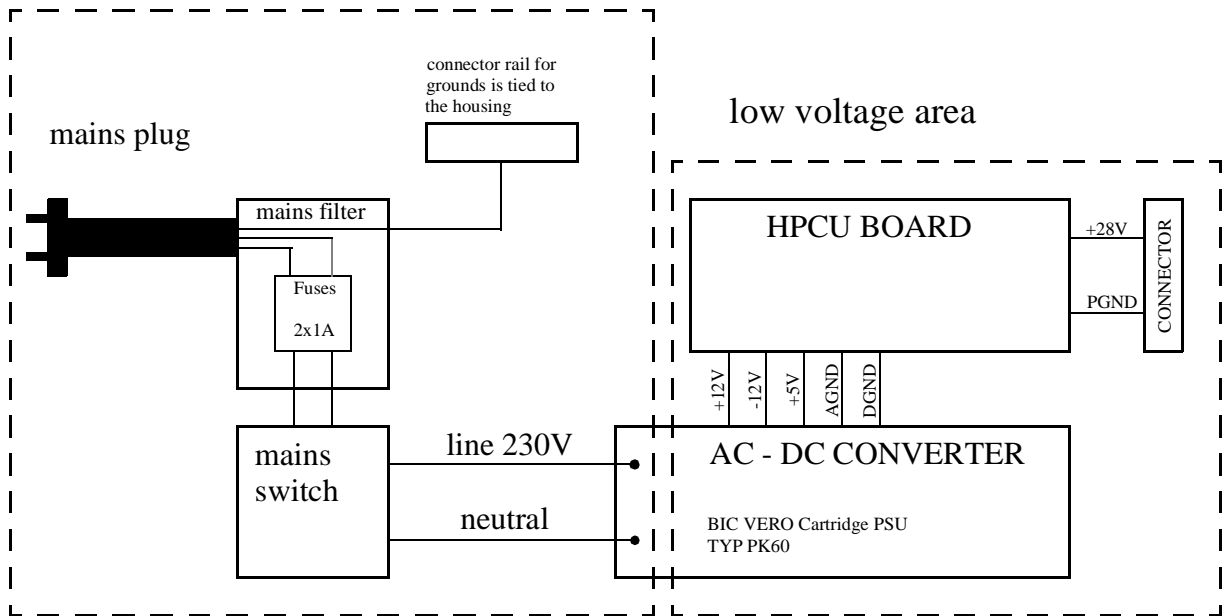 connector rail for
grounds is tied to
the housing
low voltage area
mains plug
mains filter
HPCU BOARD
+28V
PGND
CONNECTOR
Fuses
2x1A
+12V
-12V
+5V
AGND
DGND
mains
switch
line 230V
neutral
AC - DC CONVERTER
BIC VERO Cartridge PSU
TYP PK60